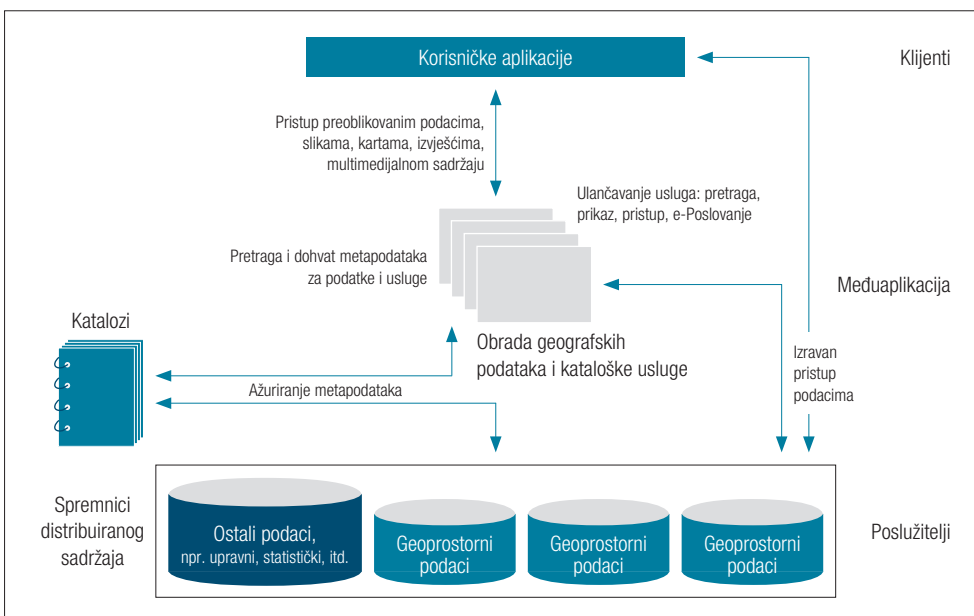 Korisničke aplikacije
Klijenti
Pristup preoblikovanim podacima,
slikama, kartama, izvješćima,
multimedijalnom sadržaju
Ulančavanje usluga: pretraga,
prikaz, pristup, e-Poslovanje
Pretraga i dohvat metapodataka
za podatke i usluge
Međuaplikacija
Katalozi
Obrada geografskih
podataka i kataloške usluge
Izravan
pristup
podacima
Ažuriranje metapodataka
Spremnici
distribuiranog
sadržaja
Ostali podaci,
npr. upravni, statistički, itd.
Geoprostorni
podaci
Geoprostorni
podaci
Geoprostorni
podaci
Poslužitelji